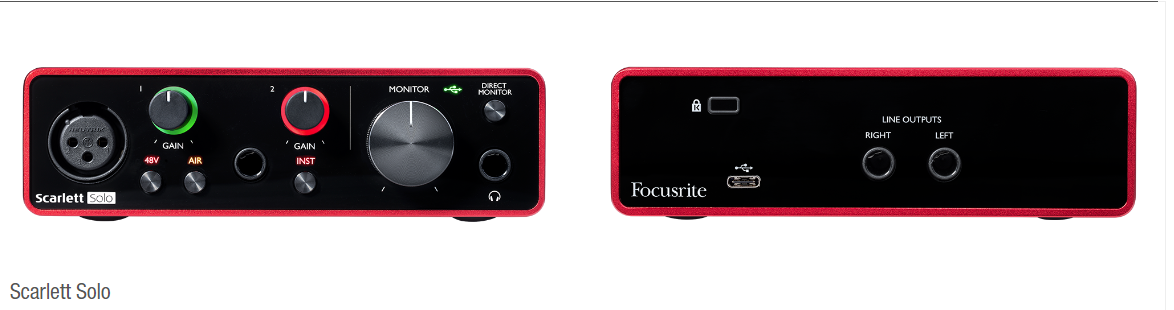 1
2
MONITOR
DIRECT
MONITOR
GAIN
GAIN
48V
AIR
INST
Scarlett Solo
LINE OUTPUTS
RIGHT
LEFT
Focusrite
Scarlett Solo